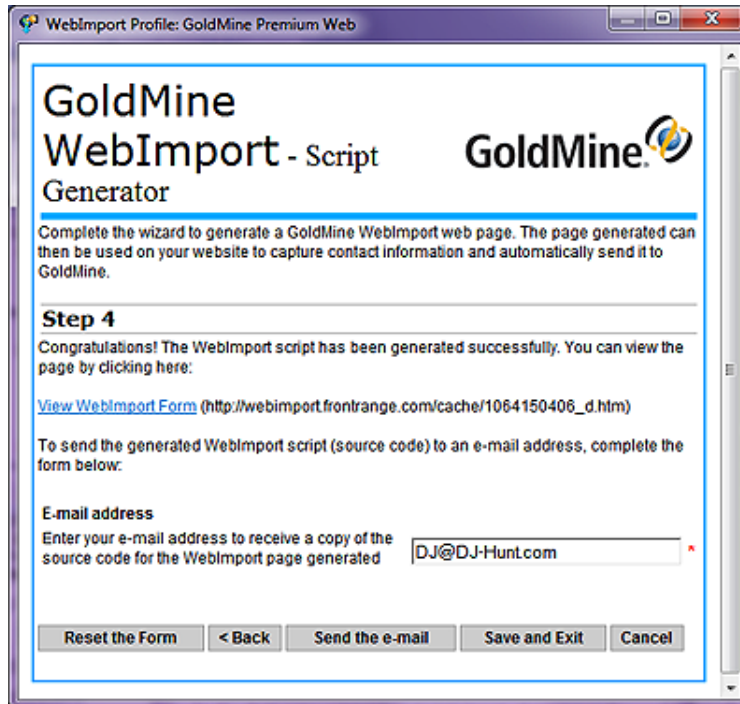 WebImport Profile: GoldMine Premium Web
GoldMine
WebImport - Script
Generator
GoldMine®
Complete the wizard to generate a GoldMine WebImport web page. The page generated can
then be used on your website to capture contact information and automatically send it to
GoldMine.
Step 4
Congratulations! The WebImport script has been generated successfully. You can view the
page by clicking here:
View WebImport Form (http://webimport.frontrange.com/cache/1064150406_d.htm)
To send the generated WebImport script (source code) to an e-mail address, complete the
form below:
E-mail address
Enter your e-mail address to receive a copy of the
source code for the WebImport page generated
DJ@DJ-Hunt.com *
Reset the Form < Back Send the e-mail Save and Exit Cancel